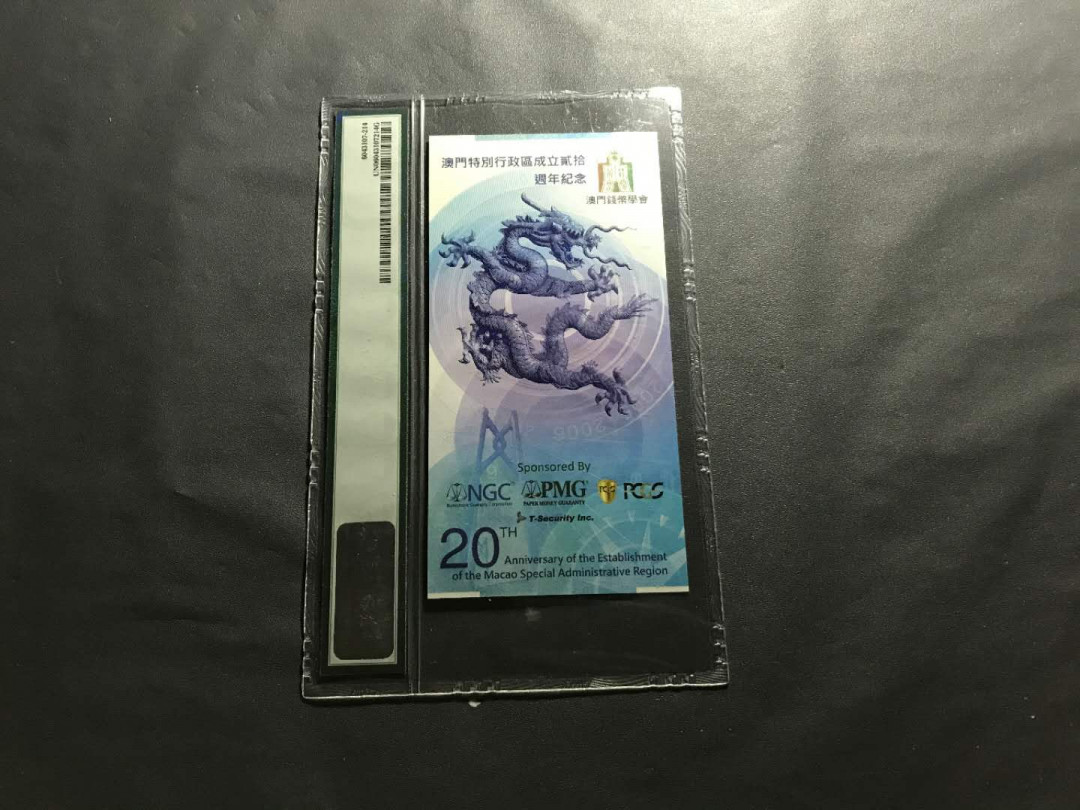 澳門特別行政區成立貳拾
週年紀念
澳門錢幣學會
Sponsored By
NGC
PMG
PAPER MONEY GUARANTY
PCGS
T-Security Inc.
20TH
Anniversary of the Establishment
of the Macao Special Administrative Region